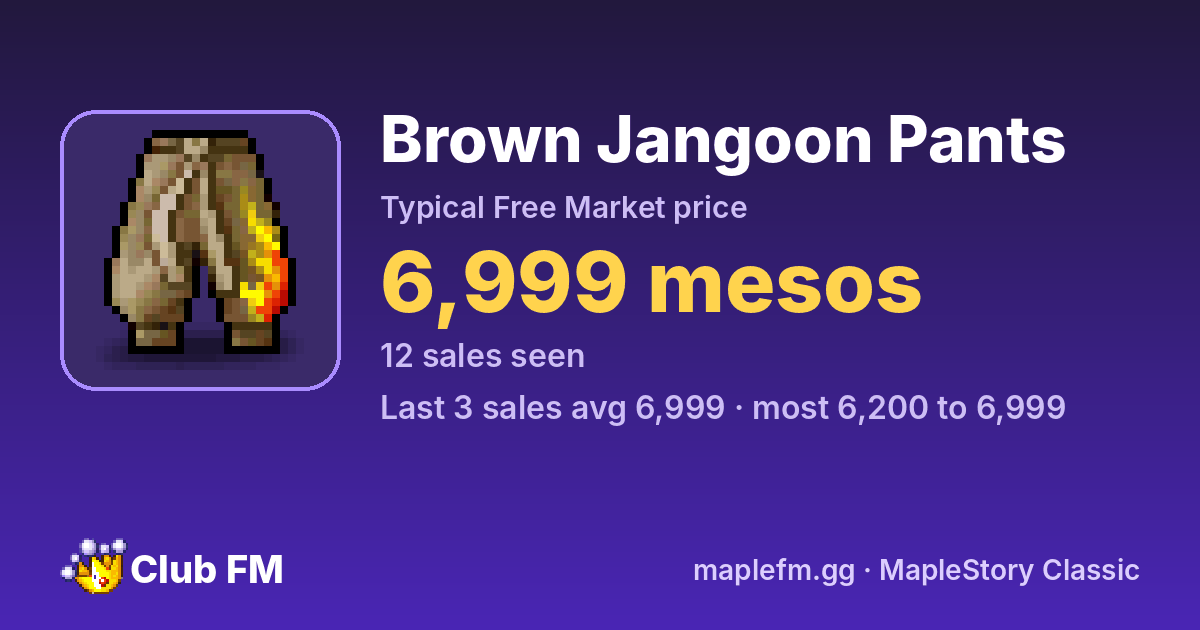 Brown Jangoon Pants
Typical Free Market price
6,999 mesos
12 sales seen
Last 3 sales avg 6,999 · most 6,200 to 6,999
Club FM
maplefm.gg · MapleStory Classic